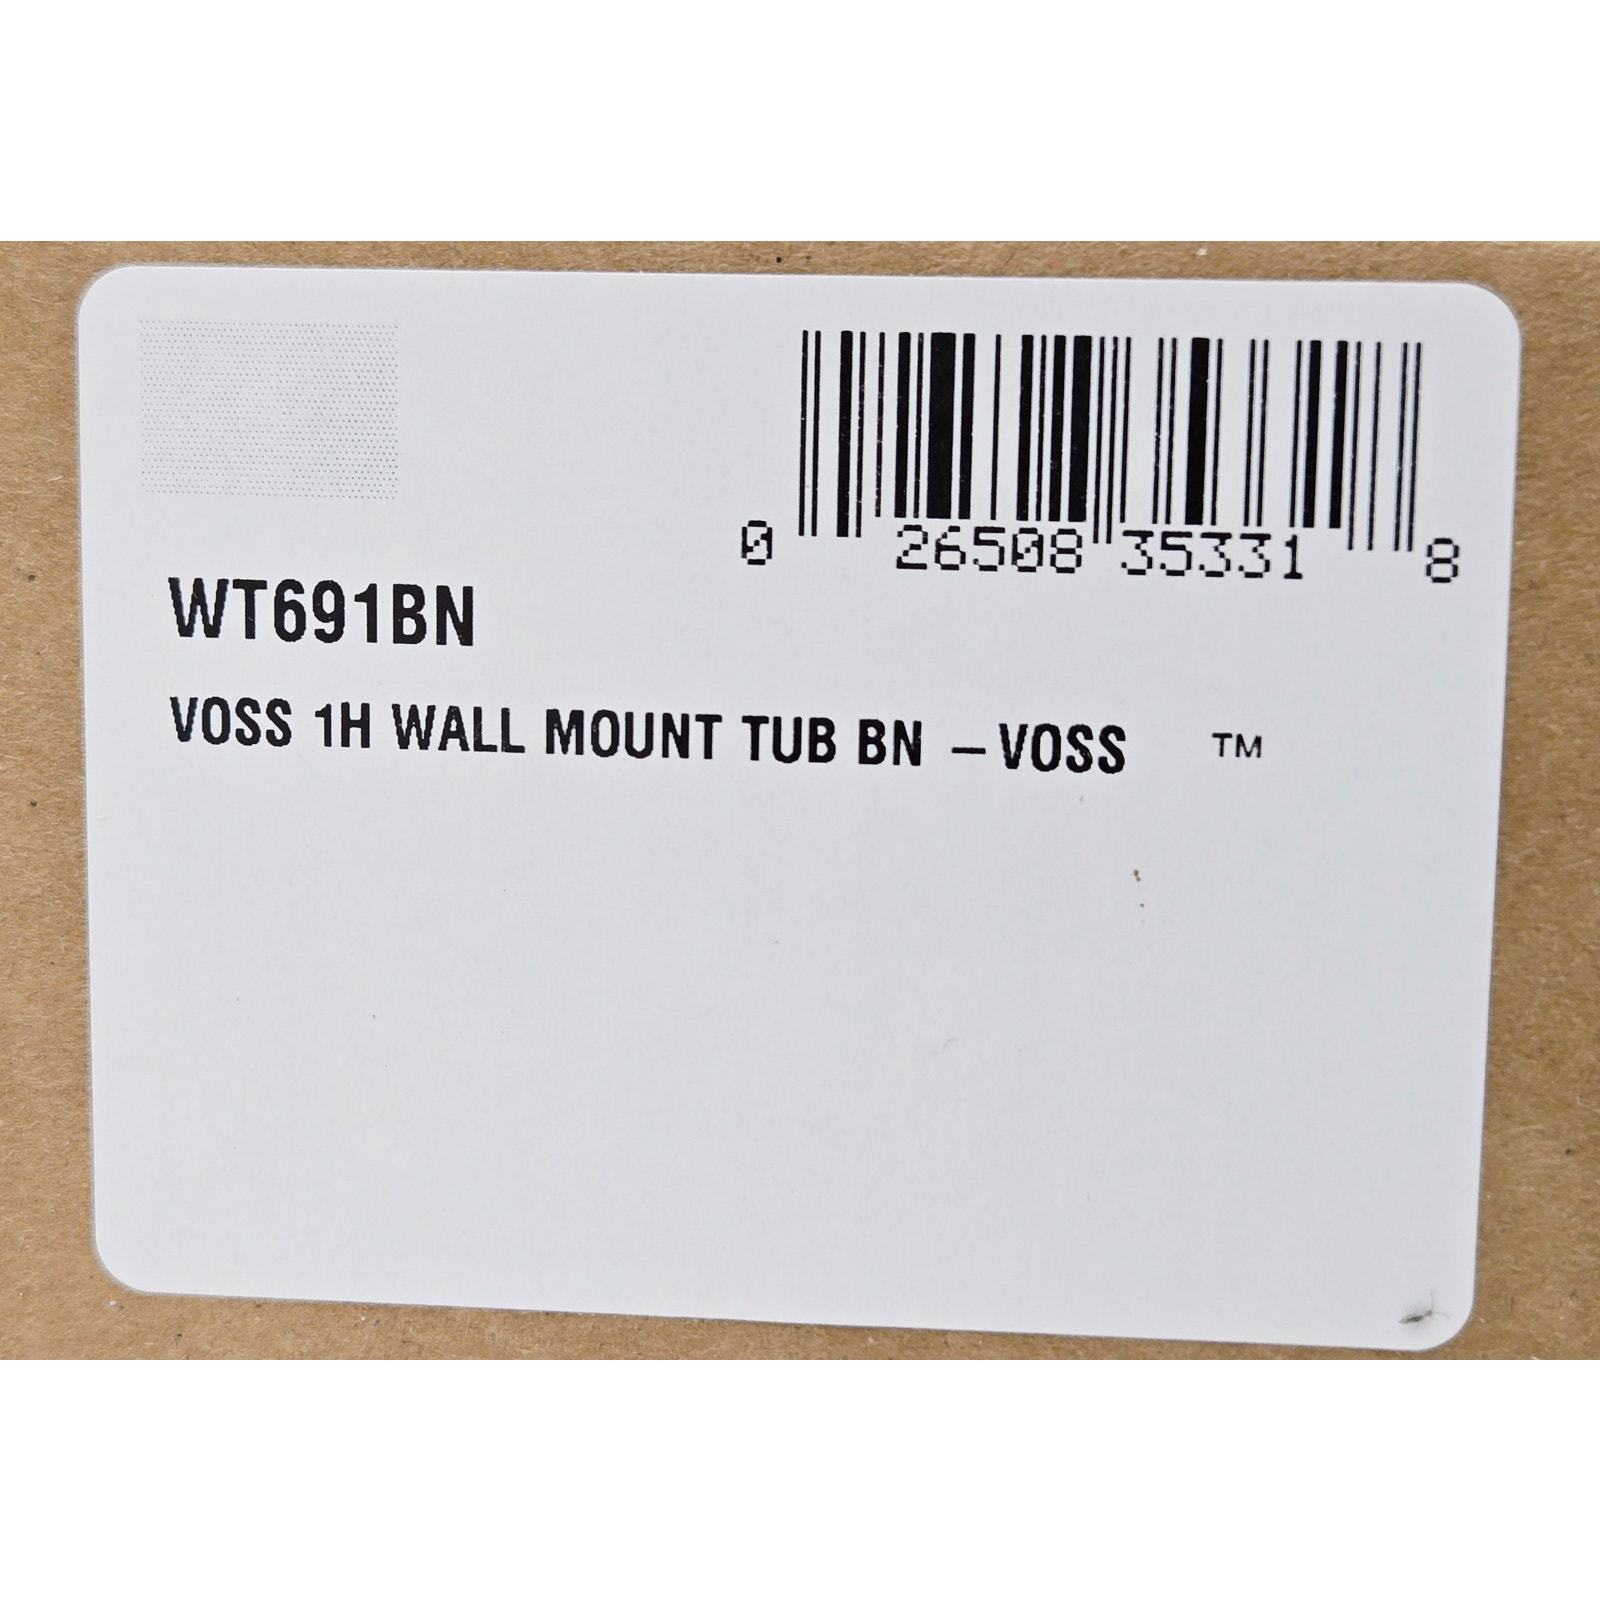 0 26508 35331 8
WT691BN
VOSS 1H WALL MOUNT TUB BN – VOSS ™